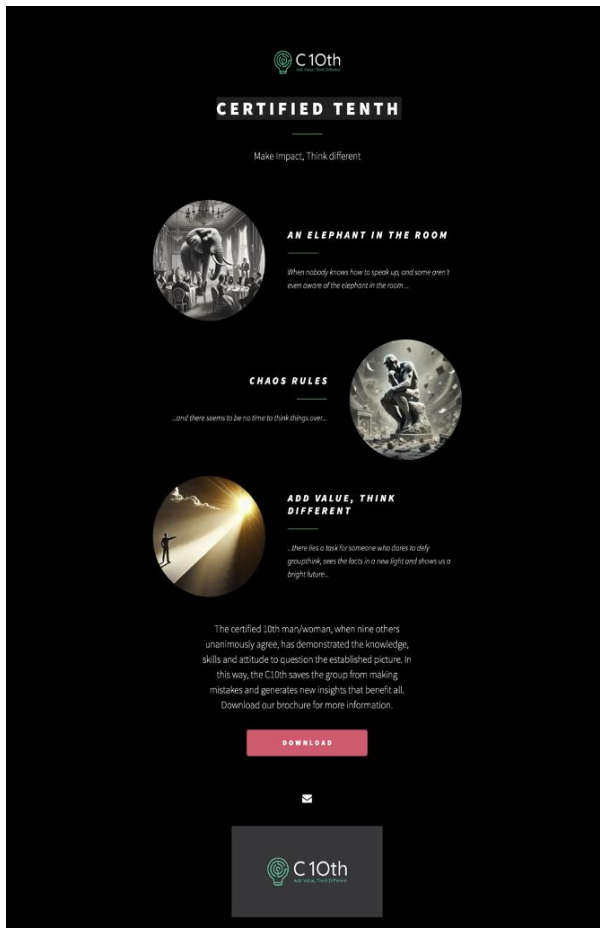 C10th
Add Value, Think Different
CERTIFIED TENTH
Make Impact, Think different
AN ELEPHANT IN THE ROOM
When nobody knows how to speak up, and some aren't
even aware of the elephant in the room ...
CHAOS RULES
...and there seems to be no time to think things over...
ADD VALUE, THINK
DIFFERENT
...there lies a task for someone who dares to defy
groupthink, sees the facts in a new light and shows us a
bright future...
The certified 10th man/woman, when nine others
unanimously agree, has demonstrated the knowledge,
skills and attitude to question the established picture. In
this way, the C10th saves the group from making
mistakes and generates new insights that benefit all.
Download our brochure for more information.
DOWNLOAD
C10th
Add Value, Think Different